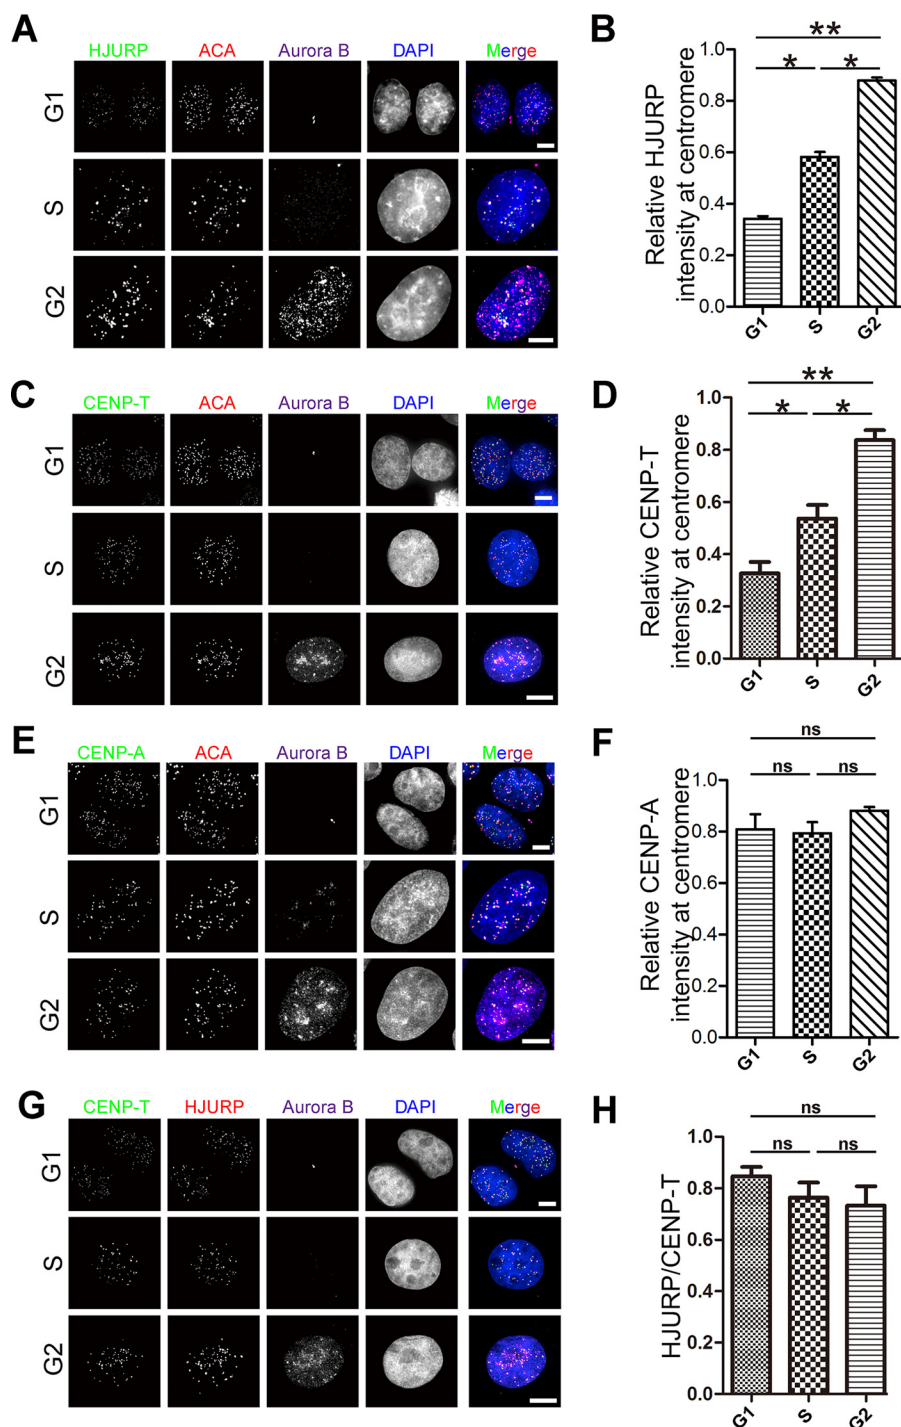 A
HJURP ACA Aurora B DAPI Merge
G1
S
G2
B
Relative HJURP
intensity at centromere
** 
* *
1.0
0.8
0.6
0.4
0.2
0.0
G1 S G2
C
CENP-T ACA Aurora B DAPI Merge
G1
S
G2
D
Relative CENP-T
intensity at centromere
**
* *
1.0
0.8
0.6
0.4
0.2
0.0
G1 S G2
E
CENP-A ACA Aurora B DAPI Merge
G1
S
G2
F
Relative CENP-A
intensity at centromere
ns
ns ns
1.0
0.8
0.6
0.4
0.2
0.0
G1 S G2
G
CENP-T HJURP Aurora B DAPI Merge
G1
S
G2
H
HJURP/CENP-T
ns
ns ns
1.0
0.8
0.6
0.4
0.2
0.0
G1 S G2